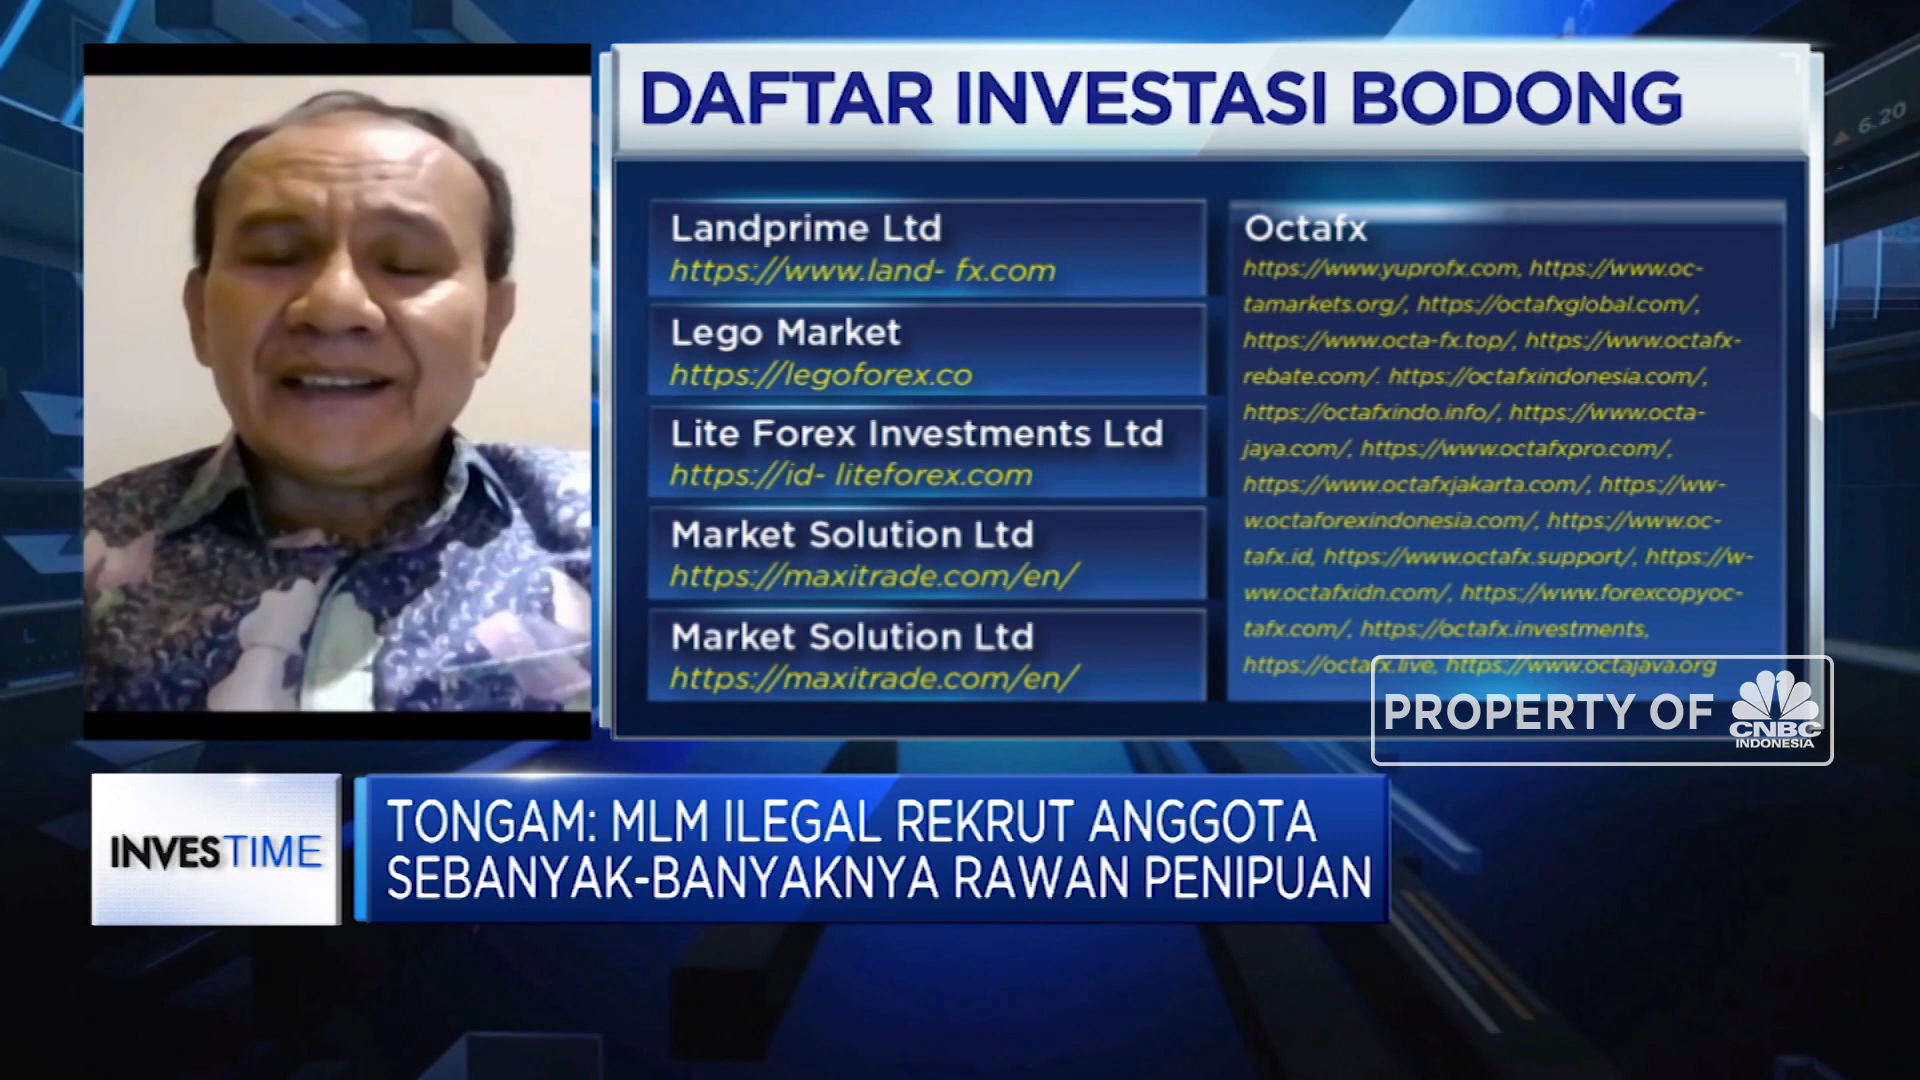 DAFTAR INVESTASI BODONG
Landprime Ltd
https://www.land- fx.com
Lego Market
https://legoforex.co
Lite Forex Investments Ltd
https://id- liteforex.com
Market Solution Ltd
https://maxitrade.com/en/
Market Solution Ltd
https://maxitrade.com/en/
Octafx
https://www.yuprofx.com, https://www.oc-
tamarkets.org/, https://octafxglobal.com/,
https://www.octa-fx.top/, https://www.octafx-
rebate.com/. https://octafxindonesia.com/,
https://octafxindo.info/, https://www.octa-
jaya.com/, https://www.octafxpro.com/,
https://www.octafxjakarta.com/, https://ww-
w.octaforexindonesia.com/, https://www.oc-
tafx.id, https://www.octafx.support/, https://w-
ww.octafxidn.com/, https://www.forexcopyoc-
tafx.com/, https://octafx.investments,
https://octafx.live, https://www.octajava.org
PROPERTY OF CNBC INDONESIA
6.20
INVESTIME
TONGAM: MLM ILEGAL REKRUT ANGGOTA
SEBANYAK-BANYAKNYA RAWAN PENIPUAN